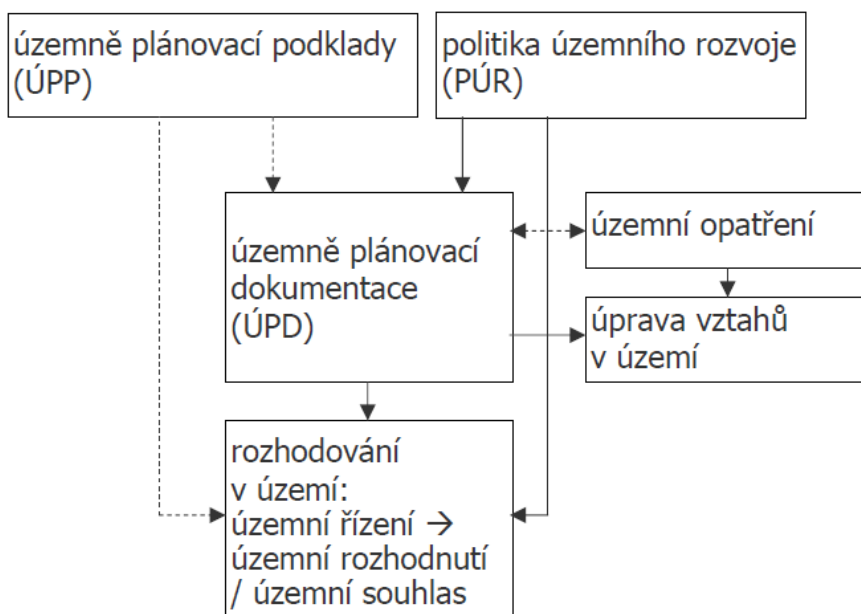 územně plánovací podklady
(ÚPP)
politika územního rozvoje
(PÚR)
územně plánovací
dokumentace
(ÚPD)
územní opatření
úprava vztahů
v území
rozhodování
v území:
územní řízení →
územní rozhodnutí
/ územní souhlas